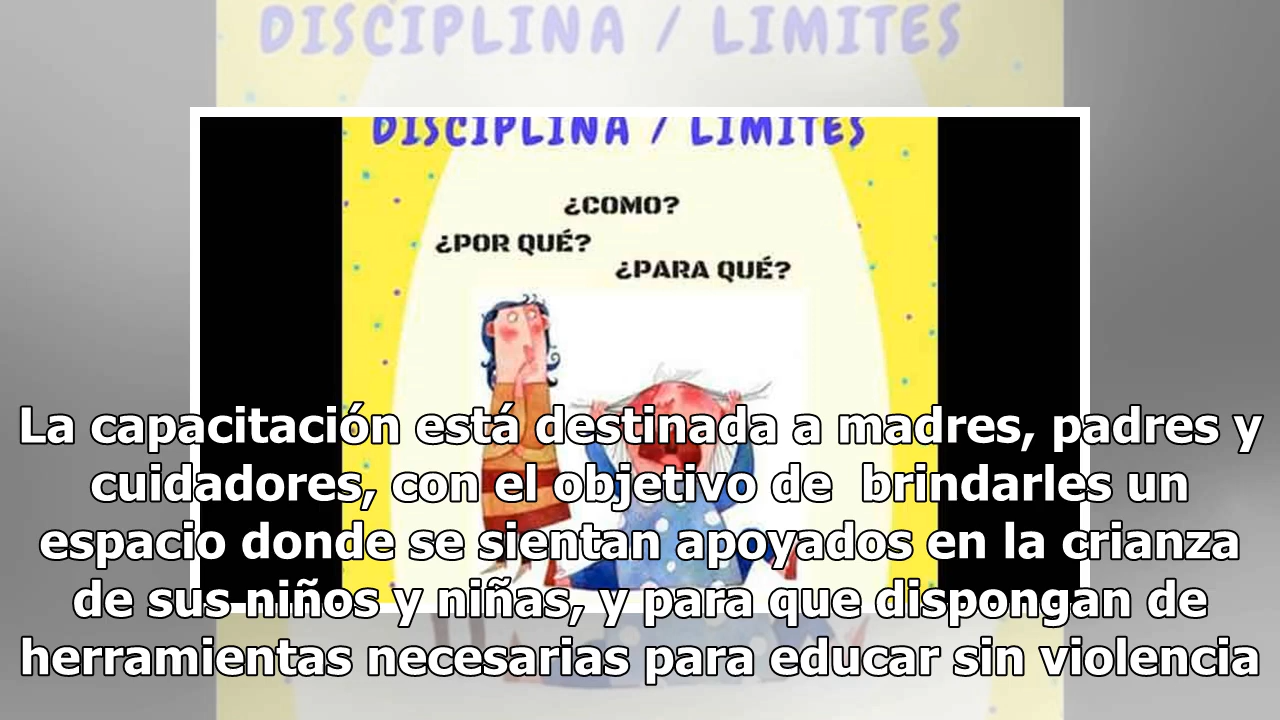 DISCIPLINA / LIMITES
DISCIPLINA / LIMITES
¿COMO?
¿POR QUÉ?
¿PARA QUÉ?
La capacitación está destinada a madres, padres y
cuidadores, con el objetivo de  brindarles un
espacio donde se sientan apoyados en la crianza
de sus niños y niñas, y para que dispongan de
herramientas necesarias para educar sin violencia